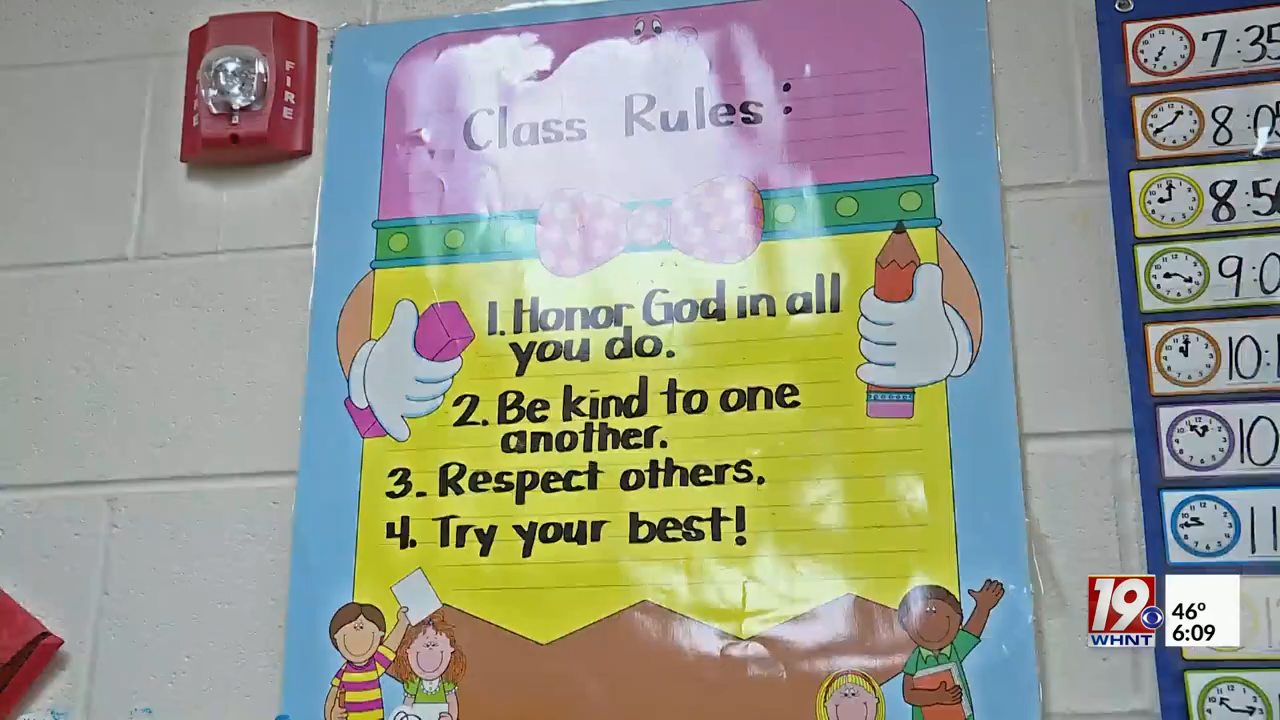 FIRE
Class Rules:
1. Honor God in all
you do.
2. Be kind to one
another.
3. Respect others.
4. Try your best!
7:35
8:0
8:5
9:0
10:1
10
11
19
WHNT
46º
6:09